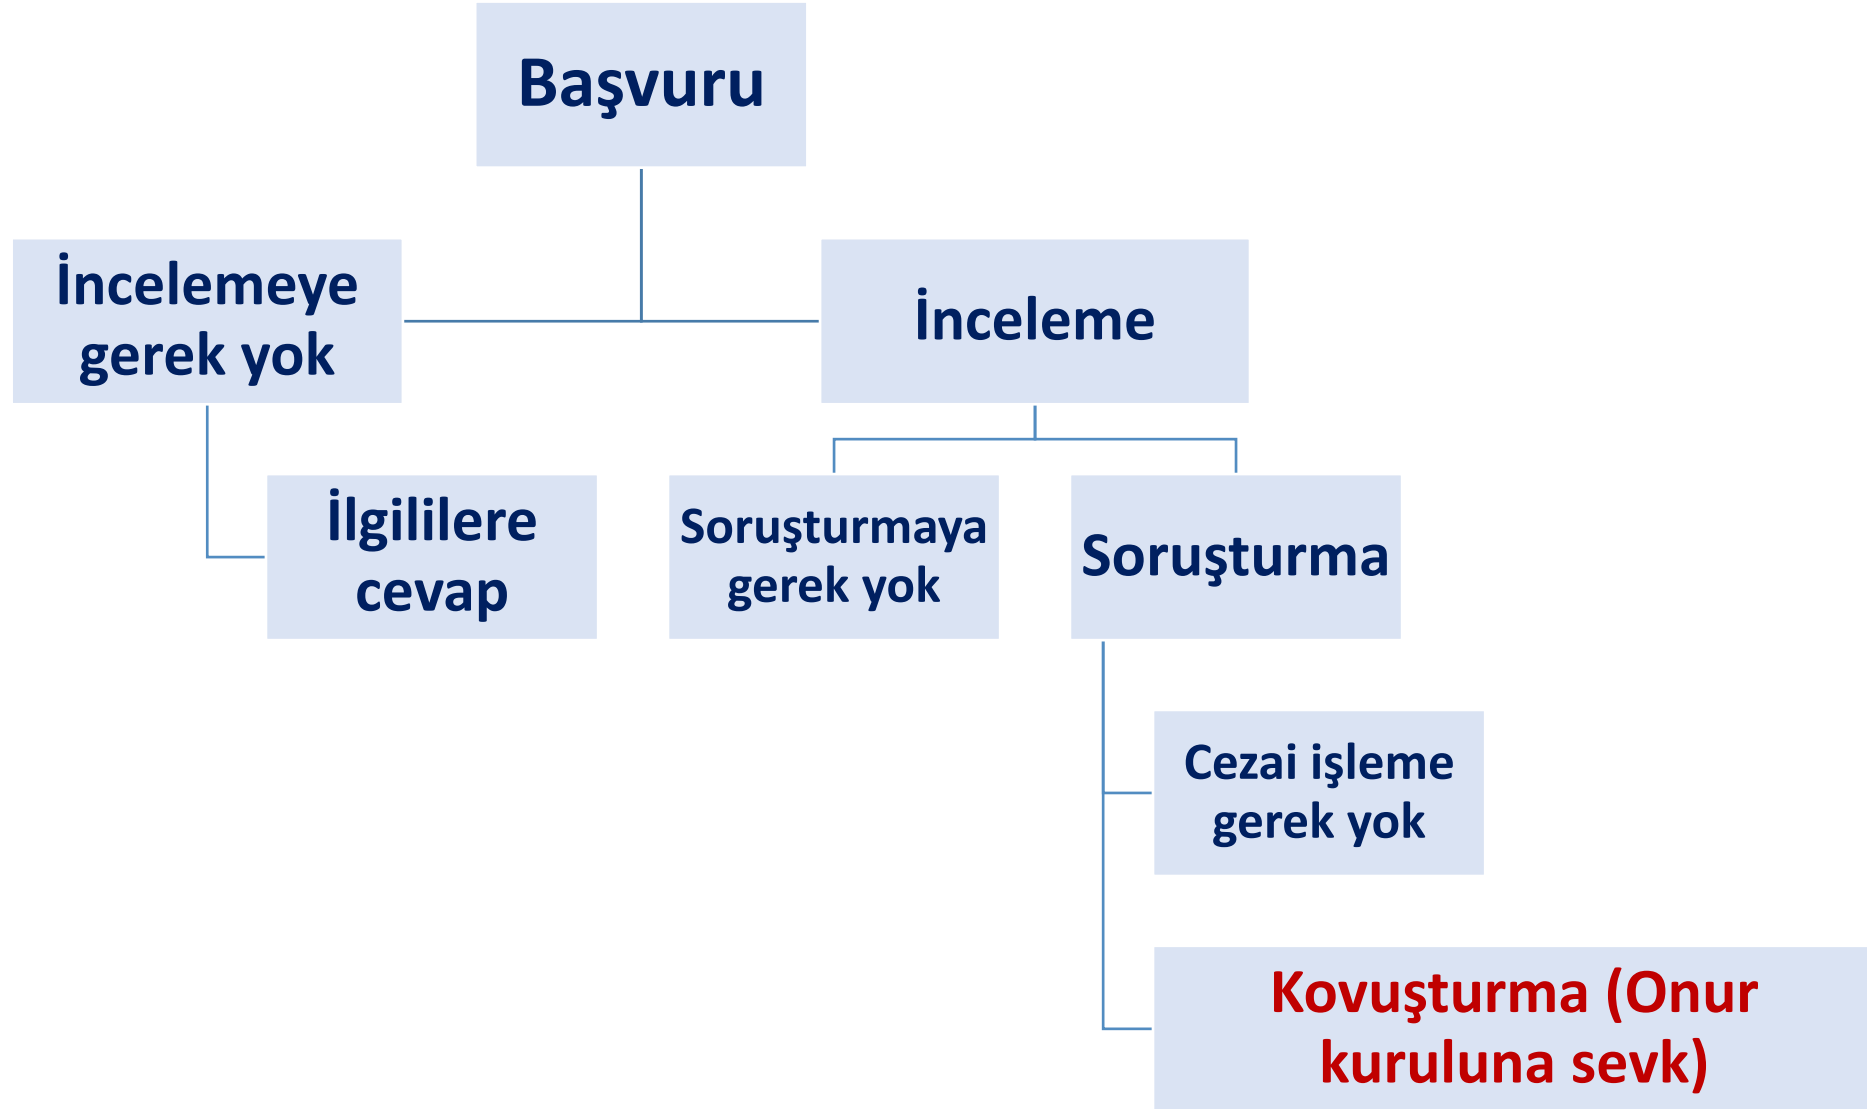 Başvuru
İncelemeye
gerek yok
İnceleme
İlgililere
cevap
Soruşturmaya
gerek yok
Soruşturma
Cezai işleme
gerek yok
Kovuşturma (Onur
kuruluna sevk)